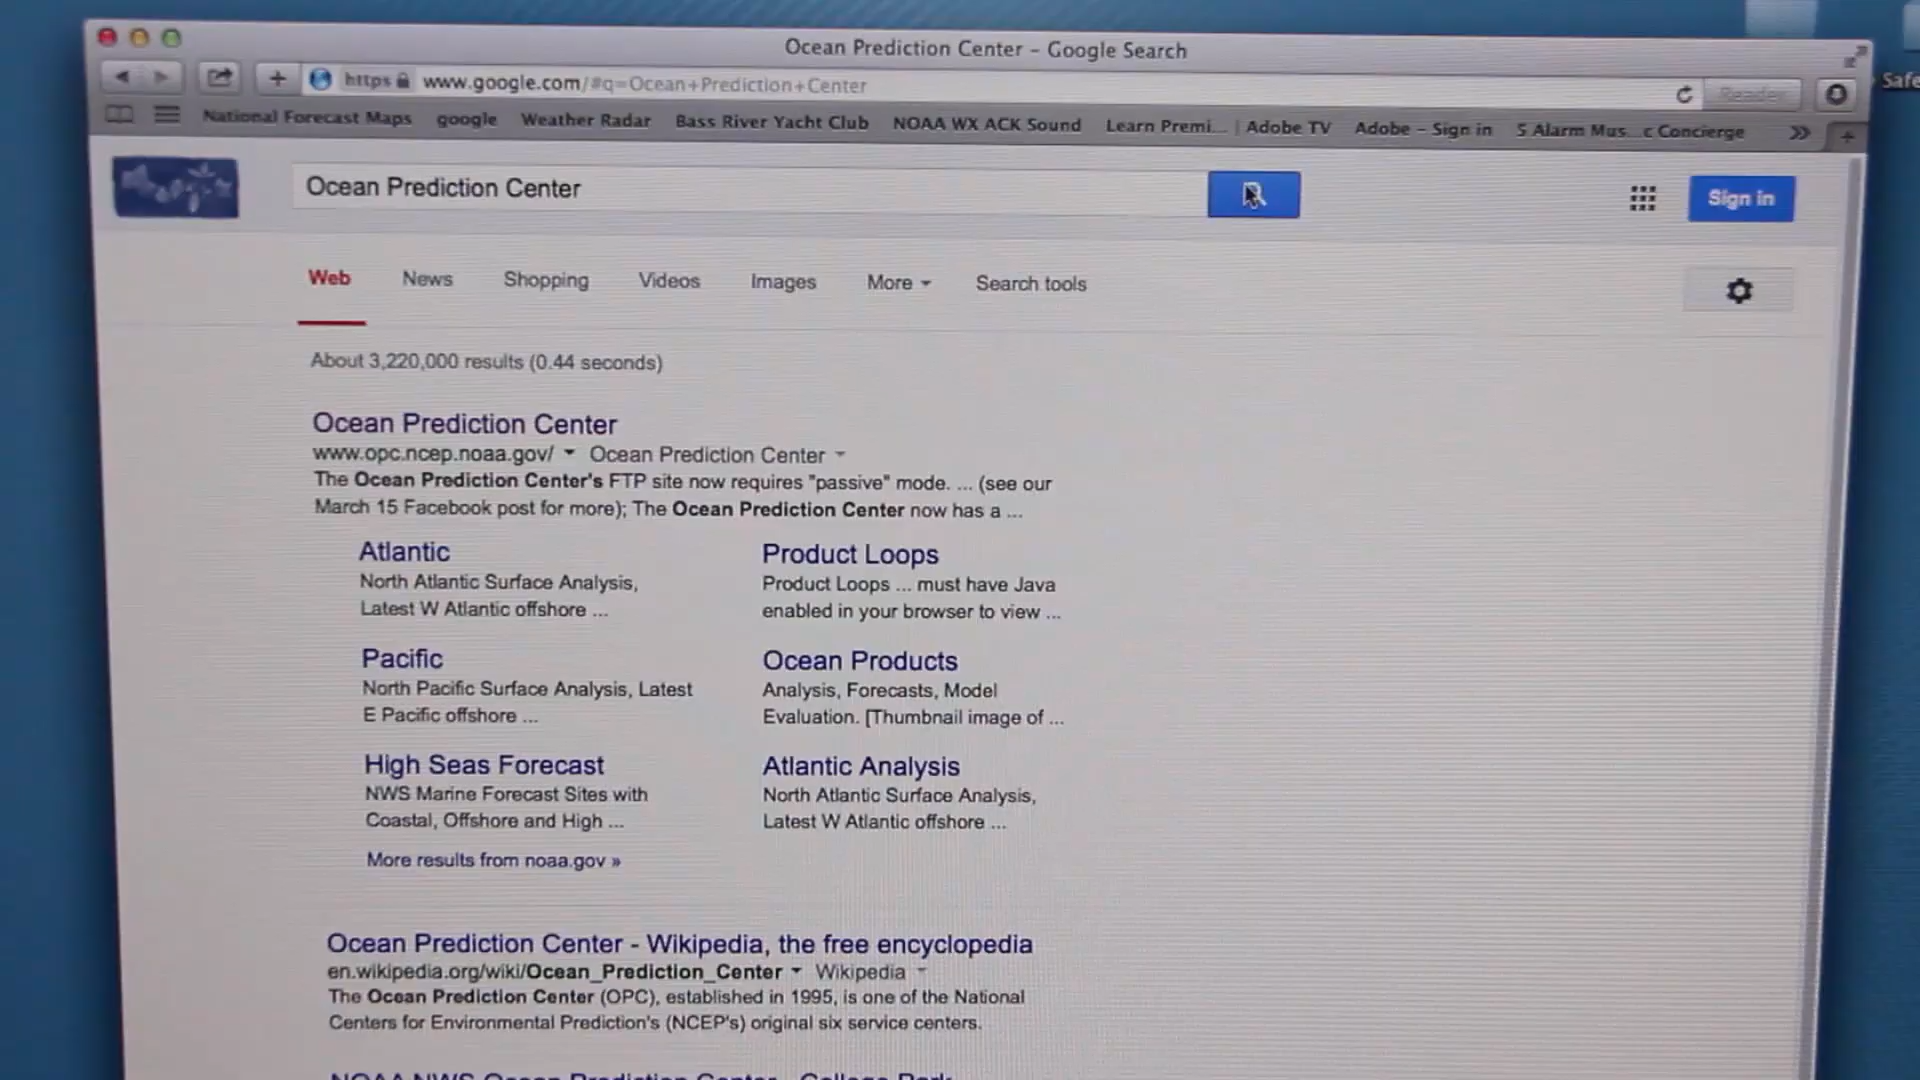 Ocean Prediction Center - Google Search
https www.google.com/#q=Ocean+Prediction+Center
Reader
Safe
National Forecast Maps google Weather Radar Bass River Yacht Club NOAA WX ACK Sound Learn Premi... Adobe TV Adobe - Sign in 5 Alarm Mus...c Concierge
Ocean Prediction Center
Sign in
Web News Shopping Videos Images More Search tools
About 3,220,000 results (0.44 seconds)
Ocean Prediction Center
www.opc.ncep.noaa.gov/ Ocean Prediction Center
The Ocean Prediction Center's FTP site now requires "passive" mode. ... (see our
March 15 Facebook post for more); The Ocean Prediction Center now has a ...
Atlantic
North Atlantic Surface Analysis,
Latest W Atlantic offshore ...
Product Loops
Product Loops ... must have Java
enabled in your browser to view ...
Pacific
North Pacific Surface Analysis, Latest
E Pacific offshore ...
Ocean Products
Analysis, Forecasts, Model
Evaluation. [Thumbnail image of ...
High Seas Forecast
NWS Marine Forecast Sites with
Coastal, Offshore and High ...
Atlantic Analysis
North Atlantic Surface Analysis,
Latest W Atlantic offshore ...
More results from noaa.gov »
Ocean Prediction Center - Wikipedia, the free encyclopedia
en.wikipedia.org/wiki/Ocean_Prediction_Center Wikipedia
The Ocean Prediction Center (OPC), established in 1995, is one of the National
Centers for Environmental Prediction's (NCEP's) original six service centers.
NOAA NWS Ocean Prediction Center - College Park